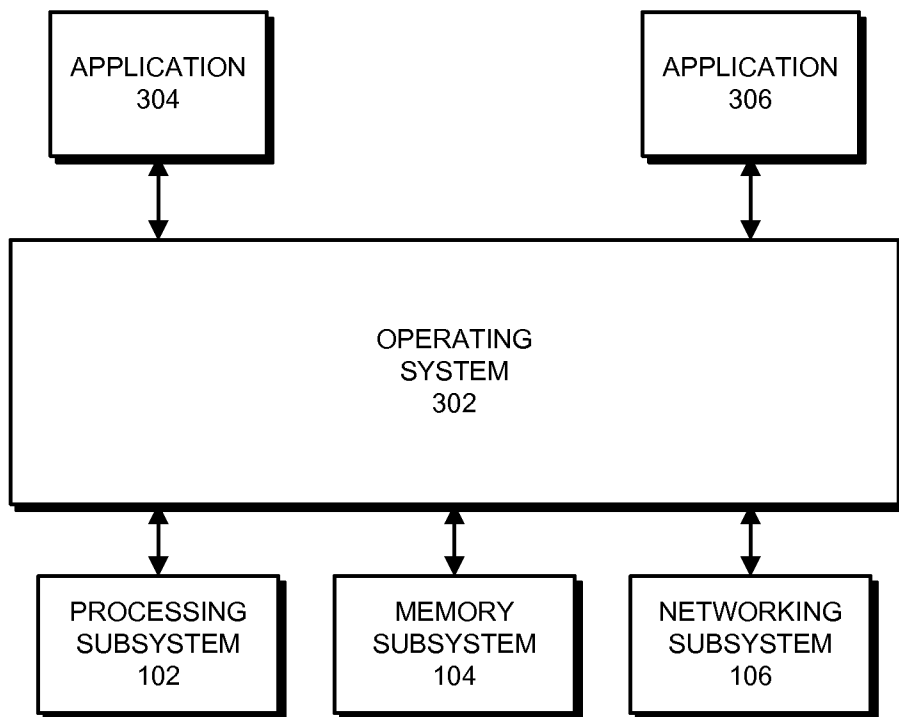 APPLICATION
304
APPLICATION
306
OPERATING
SYSTEM
302
PROCESSING
SUBSYSTEM
102
MEMORY
SUBSYSTEM
104
NETWORKING
SUBSYSTEM
106